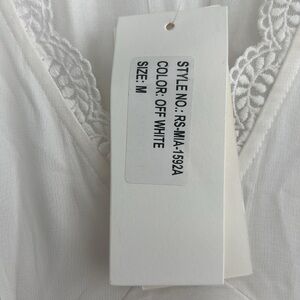 STYLE NO.: RS-MIA-1592A
COLOR: OFF WHITE
SIZE: M